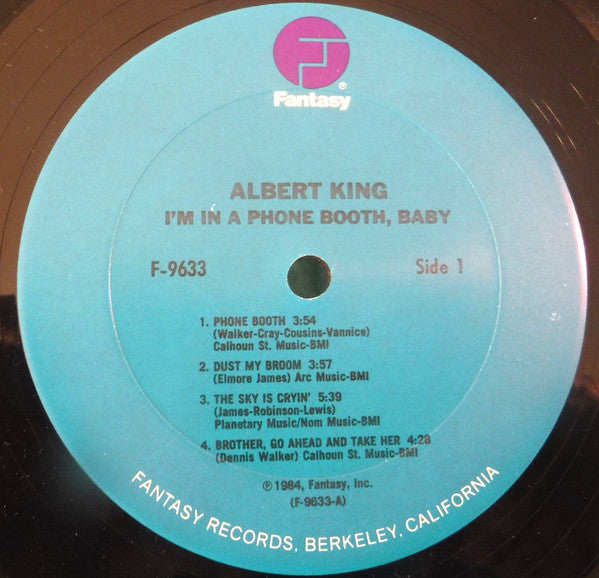 ®
Fantasy
ALBERT KING
I'M IN A PHONE BOOTH, BABY
F-9633 Side 1
1. PHONE BOOTH 3:54
(Walker-Cray-Cousins-Vannice)
Calhoun St. Music-BMI
2. DUST MY BROOM 3:57
(Elmore James) Arc Music-BMI
3. THE SKY IS CRYIN' 5:39
(James-Robinson-Lewis)
Planetary Music/Nom Music-BMI
4. BROTHER, GO AHEAD AND TAKE HER 4:28
(Dennis Walker) Calhoun St. Music-BMI
℗1984, Fantasy, Inc.
(F-9633-A)
FANTASY RECORDS, BERKELEY, CALIFORNIA